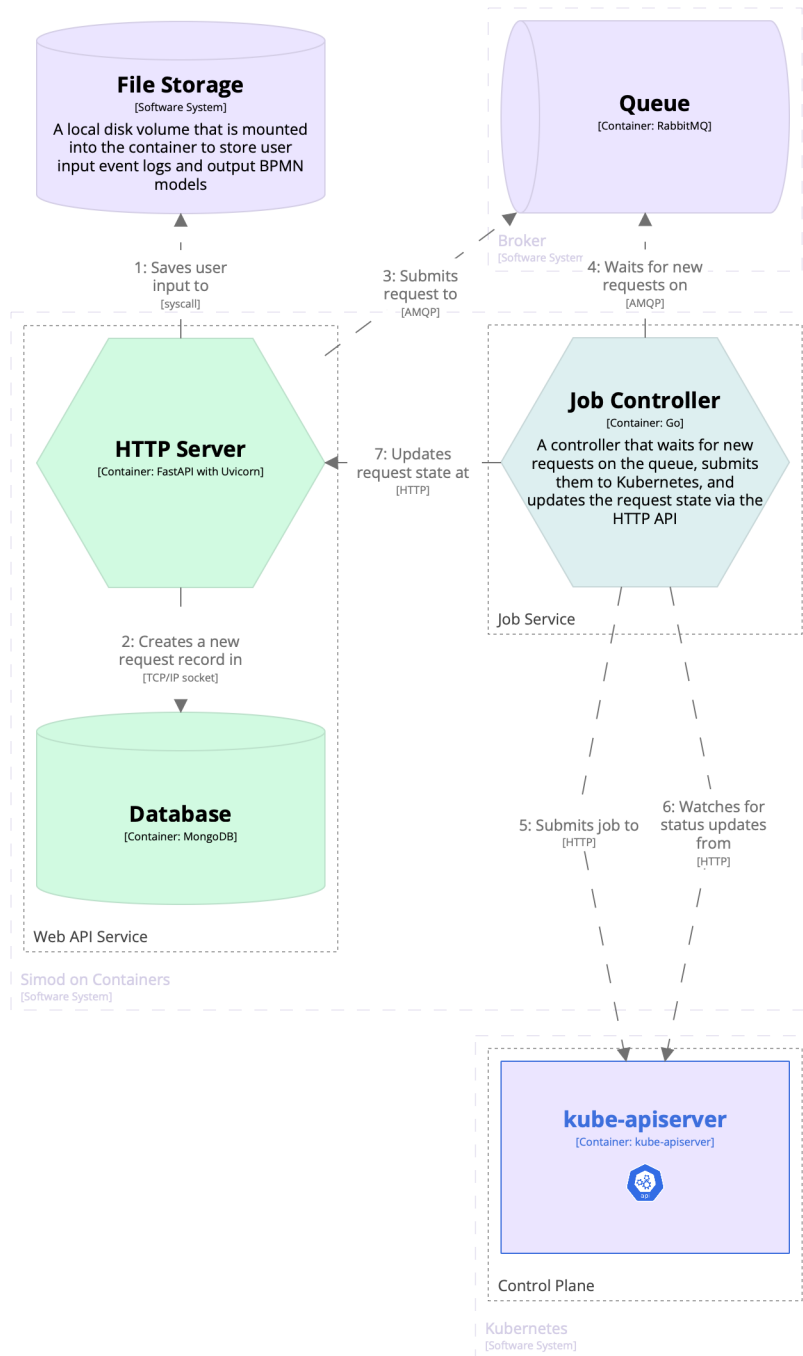 File Storage
[Software System]
A local disk volume that is mounted
into the container to store user
input event logs and output BPMN
models
Queue
[Container: RabbitMQ]
Broker
[Software System
1: Saves user
input to
[syscall]
3: Submits
request to
[AMQP]
4: Waits for new
requests on
[AMQP]
HTTP Server
[Container: FastAPI with Uvicorn]
7: Updates
request state at
[HTTP]
Job Controller
[Container: Go]
A controller that waits for new
requests on the queue, submits
them to Kubernetes, and
updates the request state via the
HTTP API
Job Service
2: Creates a new
request record in
[TCP/IP socket]
Database
[Container: MongoDB]
Web API Service
5: Submits job to
[HTTP]
6: Watches for
status updates
from
[HTTP]
Simod on Containers
[Software System]
kube-apiserver
[Container: kube-apiserver]
api
Control Plane
Kubernetes
[Software System]